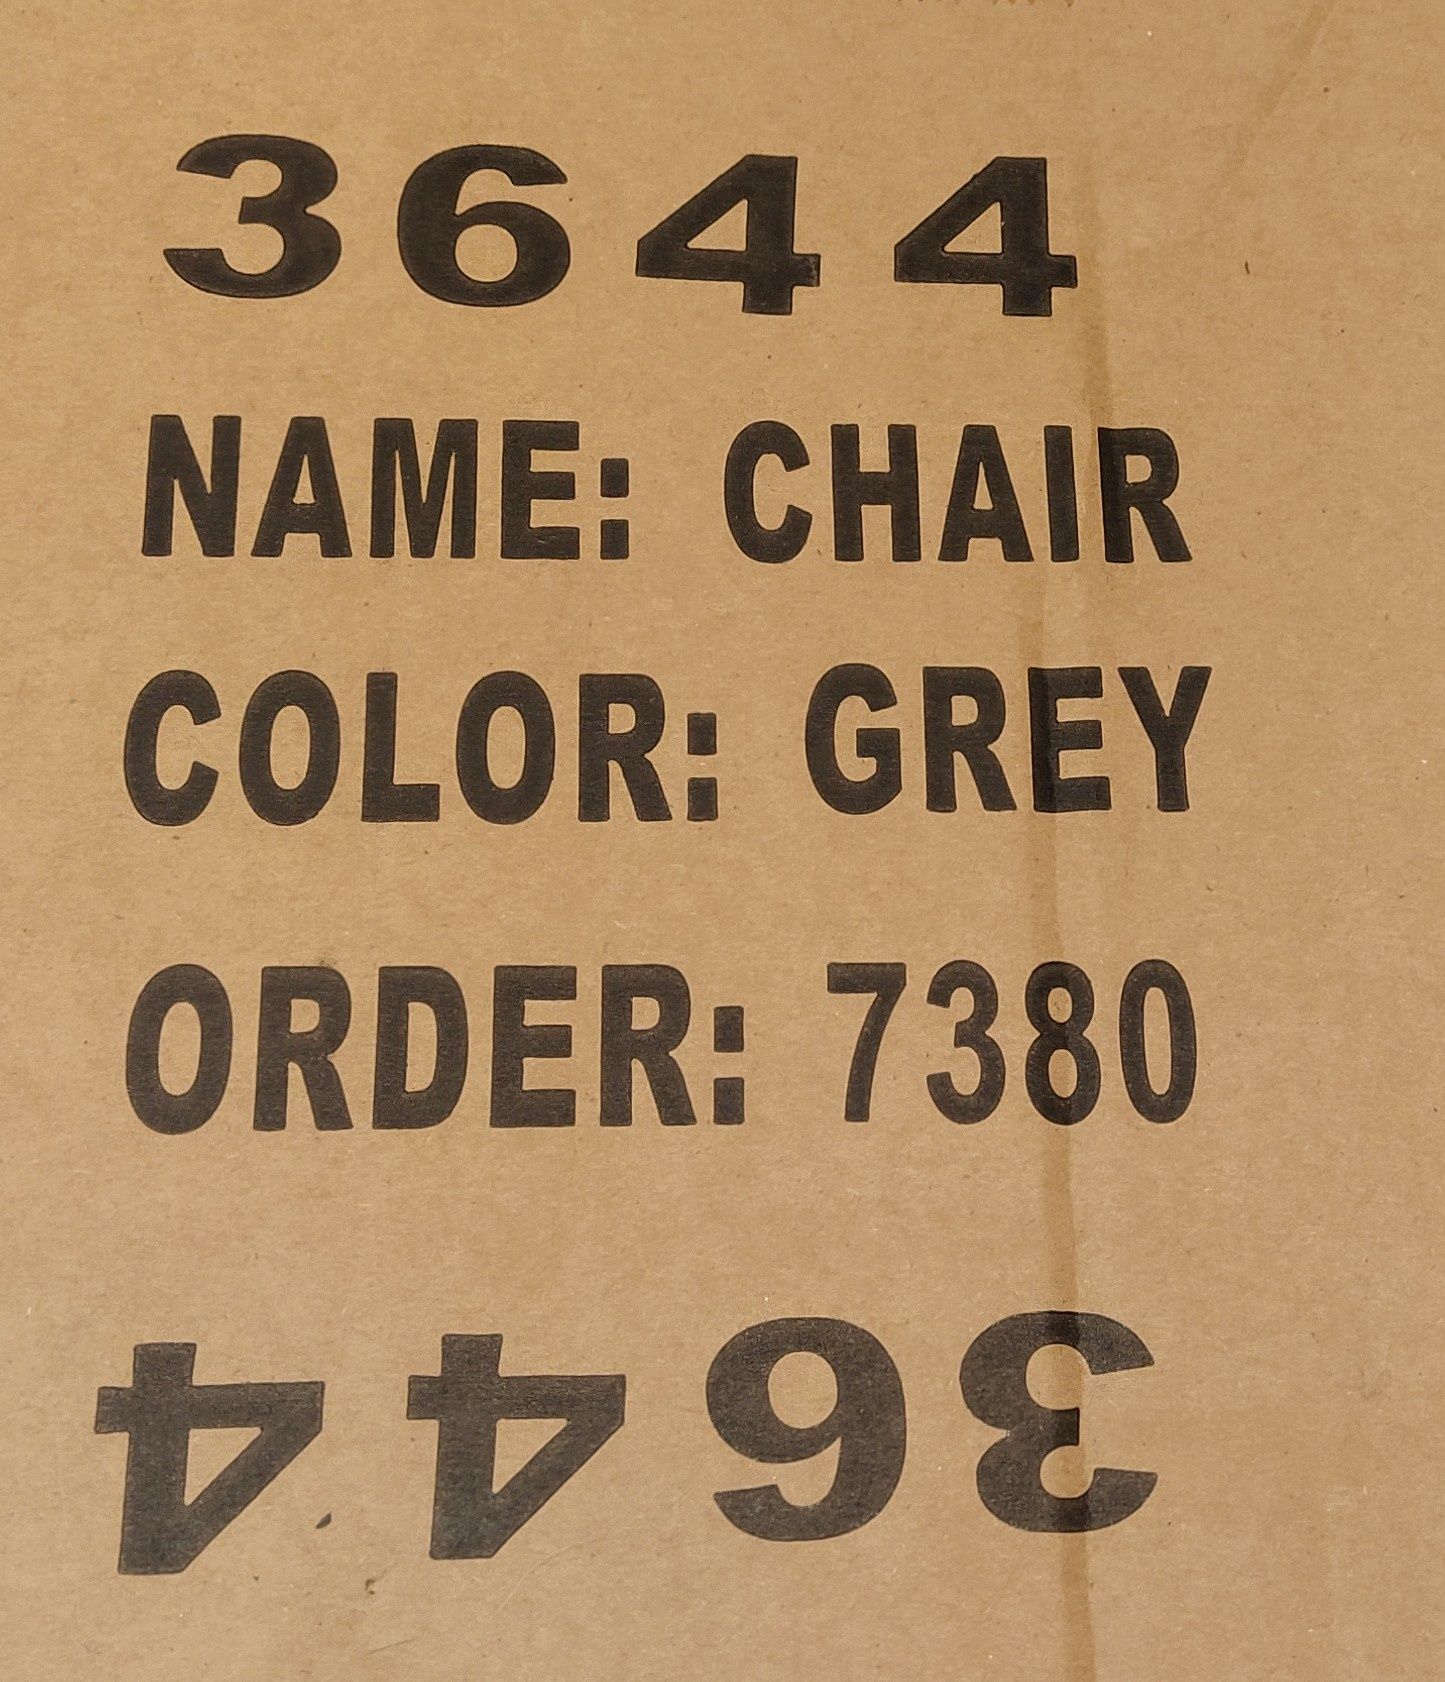 3644
NAME: CHAIR
COLOR: GREY
ORDER: 7380
3644